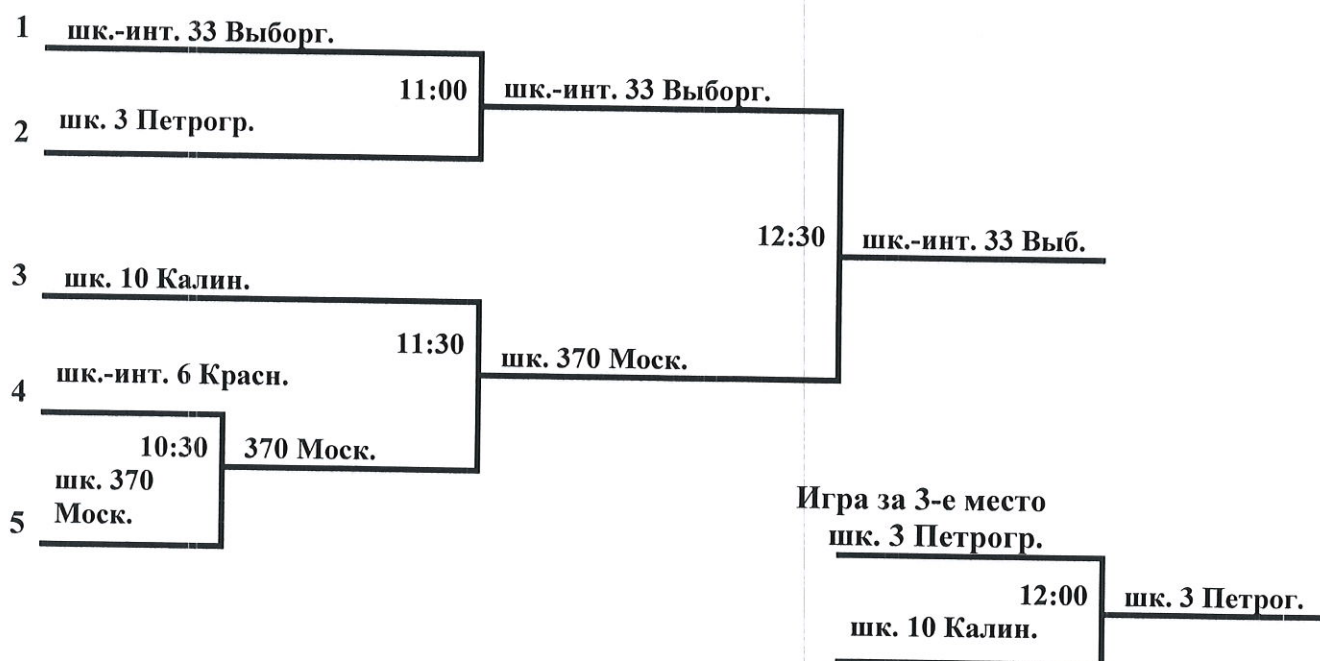 1 шк.-инт. 33 Выборг.
11:00 шк.-инт. 33 Выборг.
2 шк. 3 Петрогр.
12:30 шк.-инт. 33 Выб.
3 шк. 10 Калин.
11:30 шк. 370 Моск.
4 шк.-инт. 6 Красн.
10:30 370 Моск.
5 шк. 370
Моск.
Игра за 3-е место
шк. 3 Петрогр.
12:00 шк. 3 Петрог.
шк. 10 Калин.